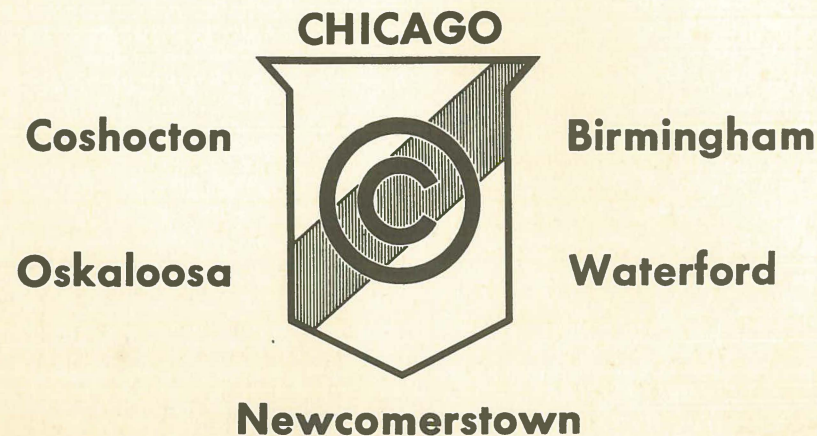 CHICAGO
Coshocton
Birmingham
©
Oskaloosa
Waterford
Newcomerstown